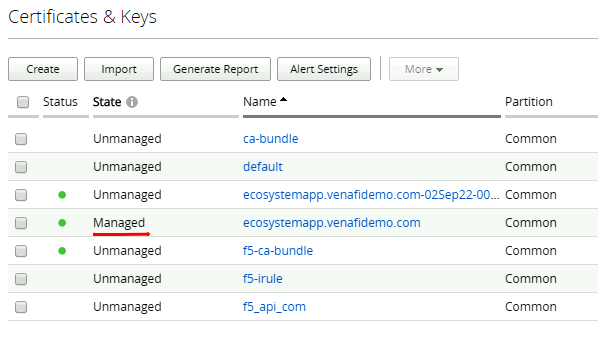 Certificates & Keys
Create Import Generate Report Alert Settings More
Status State Name Partition
Unmanaged ca-bundle Common
Unmanaged default Common
Unmanaged ecosystemapp.venafidemo.com-02Sep22-00... Common
Managed ecosystemapp.venafidemo.com Common
Unmanaged f5-ca-bundle Common
Unmanaged f5-irule Common
Unmanaged f5_api_com Common